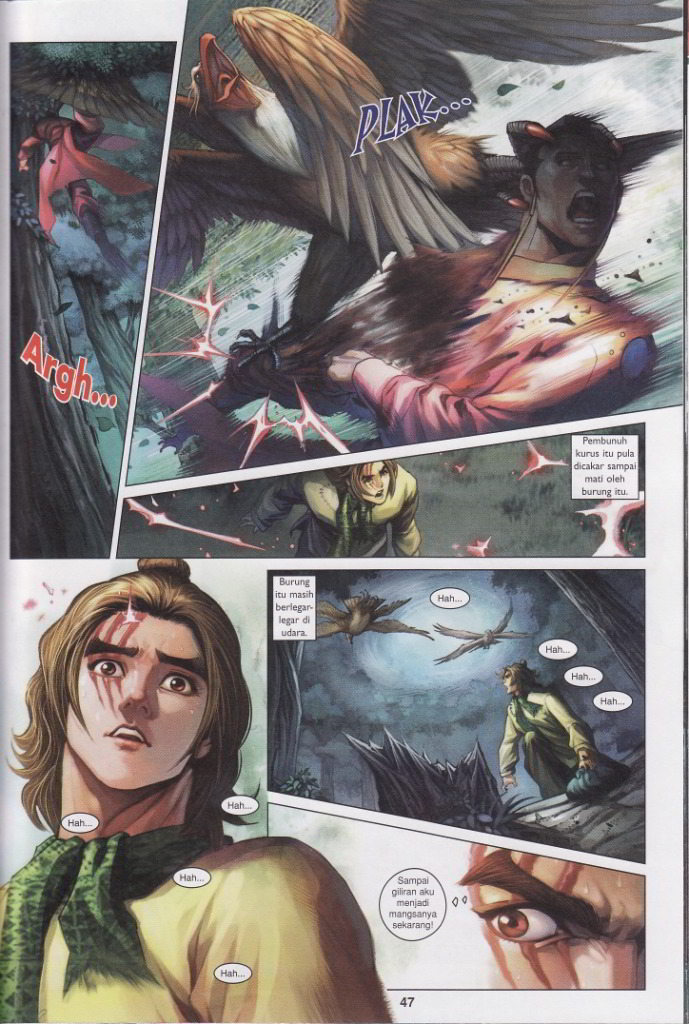 Argh...
PLAK...
Pembunuh
kurus itu pula
dicakar sampai
mati oleh
burung itu.
Hah...
Hah...
Hah...
Hah...
Burung
itu masih
berlegar-
legar di
udara.
Hah...
Hah...
Hah...
Hah...
Sampai
giliran aku
menjadi
mangsanya
sekarang!
47